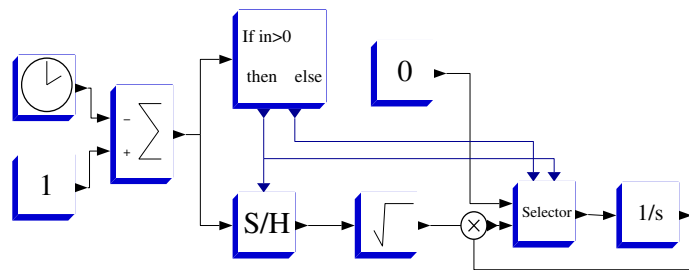 If in>0
then else
0
−
+
1
S/H
Selector
1/s